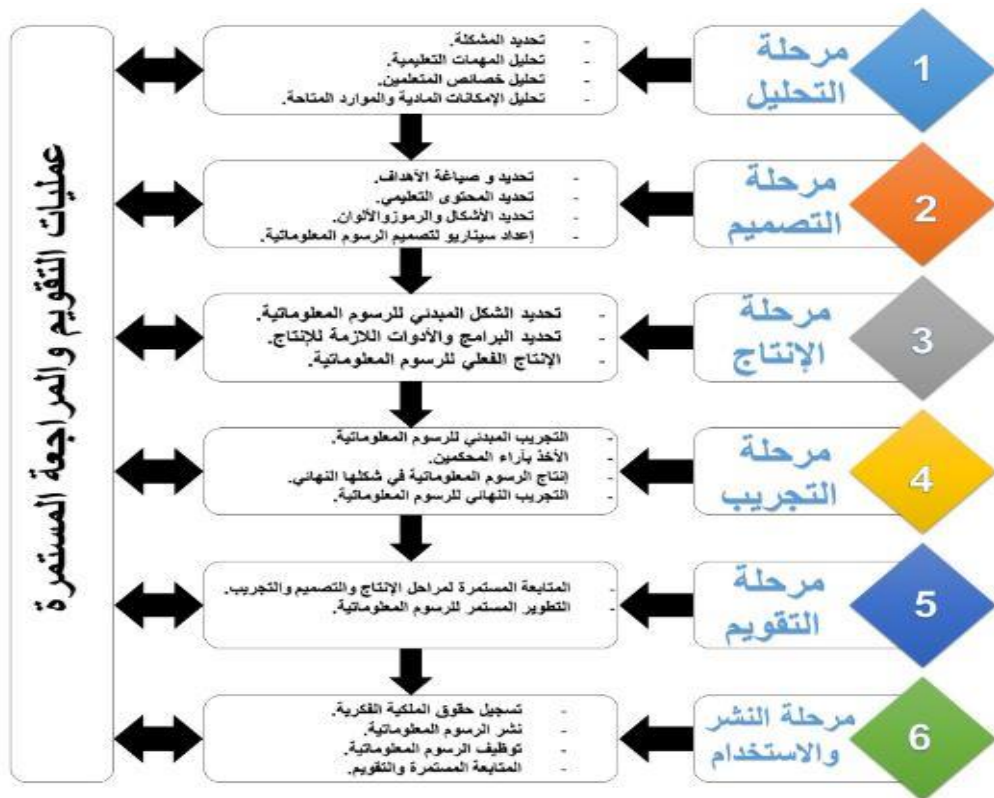 1
مرحلة
التحليل
- تحديد المشكلة.
- تحليل المهمات التعليمية.
- تحليل خصائص المتعلمين.
- تحليل الإمكانات المادية والموارد المتاحة.
2
مرحلة
التصميم
- تحديد و صياغة الأهداف.
- تحديد المحتوى التعليمي.
- تحديد الأشكال والرموزوالألوان.
- إعداد سيناريو لتصميم الرسوم المعلوماتية.
3
مرحلة
الإنتاج
- تحديد الشكل المبدئي للرسوم المعلوماتية.
- تحديد البرامج والأدوات اللازمة للإنتاج.
- الإنتاج الفعلي للرسوم المعلوماتية.
4
مرحلة
التجريب
- التجريب المبدئي للرسوم المعلوماتية.
- الأخذ بآراء المحكمين.
- إنتاج الرسوم المعلوماتية في شكلها النهائي.
- التجريب النهائي للرسوم المعلوماتية.
5
مرحلة
التقويم
- المتابعة المستمرة لمراحل الإنتاج والتصميم والتجريب.
- التطوير المستمر للرسوم المعلوماتية.
6
مرحلة النشر
والاستخدام
- تسجيل حقوق الملكية الفكرية.
- نشر الرسوم المعلوماتية.
- توظيف الرسوم المعلوماتية.
- المتابعة المستمرة والتقويم.
عمليات التقويم والمراجعة المستمرة